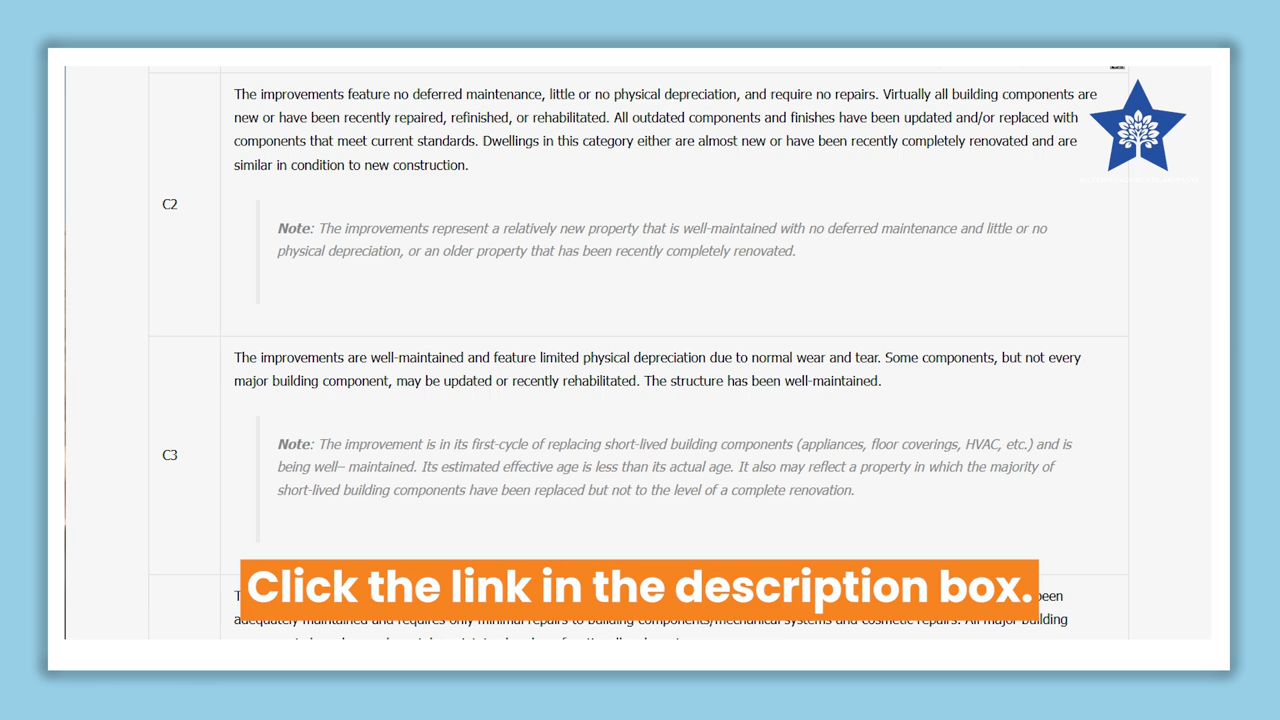 The improvements feature no deferred maintenance, little or no physical depreciation, and require no repairs. Virtually all building components are
new or have been recently repaired, refinished, or rehabilitated. All outdated components and finishes have been updated and/or replaced with
components that meet current standards. Dwellings in this category either are almost new or have been recently completely renovated and are
similar in condition to new construction.
C2
Note: The improvements represent a relatively new property that is well-maintained with no deferred maintenance and little or no
physical depreciation, or an older property that has been recently completely renovated.
The improvements are well-maintained and feature limited physical depreciation due to normal wear and tear. Some components, but not every
major building component, may be updated or recently rehabilitated. The structure has been well-maintained.
C3
Note: The improvement is in its first-cycle of replacing short-lived building components (appliances, floor coverings, HVAC, etc.) and is
being well– maintained. Its estimated effective age is less than its actual age. It also may reflect a property in which the majority of
short-lived building components have been replaced but not to the level of a complete renovation.
Click the link in the description box.
been
adequately maintained and requires only minimal repairs to building components/mechanical systems and cosmetic repairs. All major building